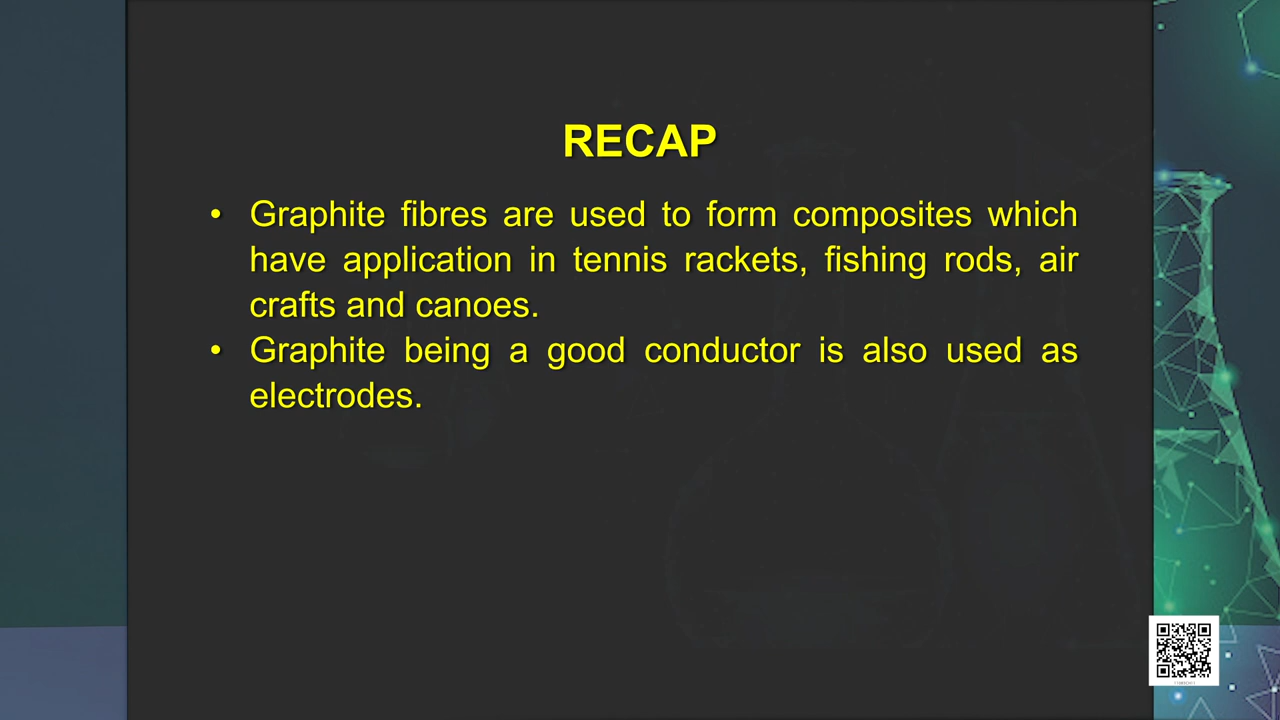 RECAP
• Graphite fibres are used to form composites which
have application in tennis rackets, fishing rods, air
crafts and canoes.
• Graphite being a good conductor is also used as
electrodes.